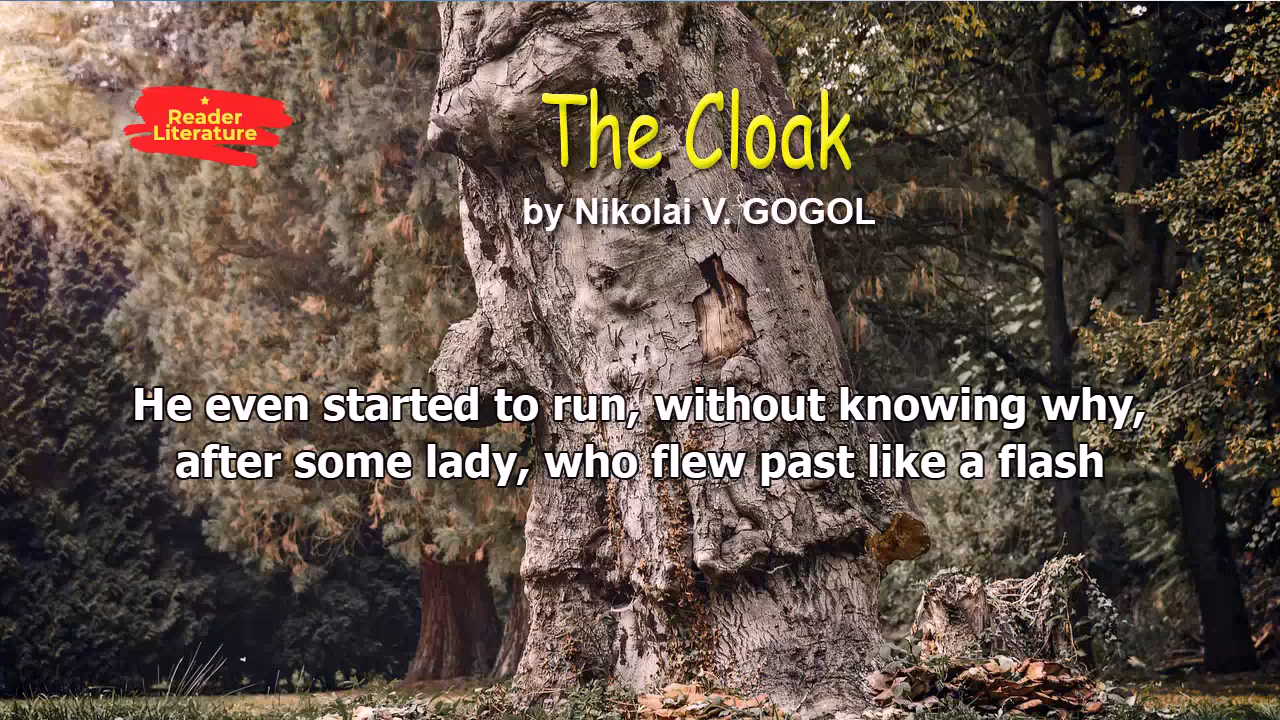 Reader
Literature
The Cloak
by Nikolai V. GOGOL
He even started to run, without knowing why,
after some lady, who flew past like a flash